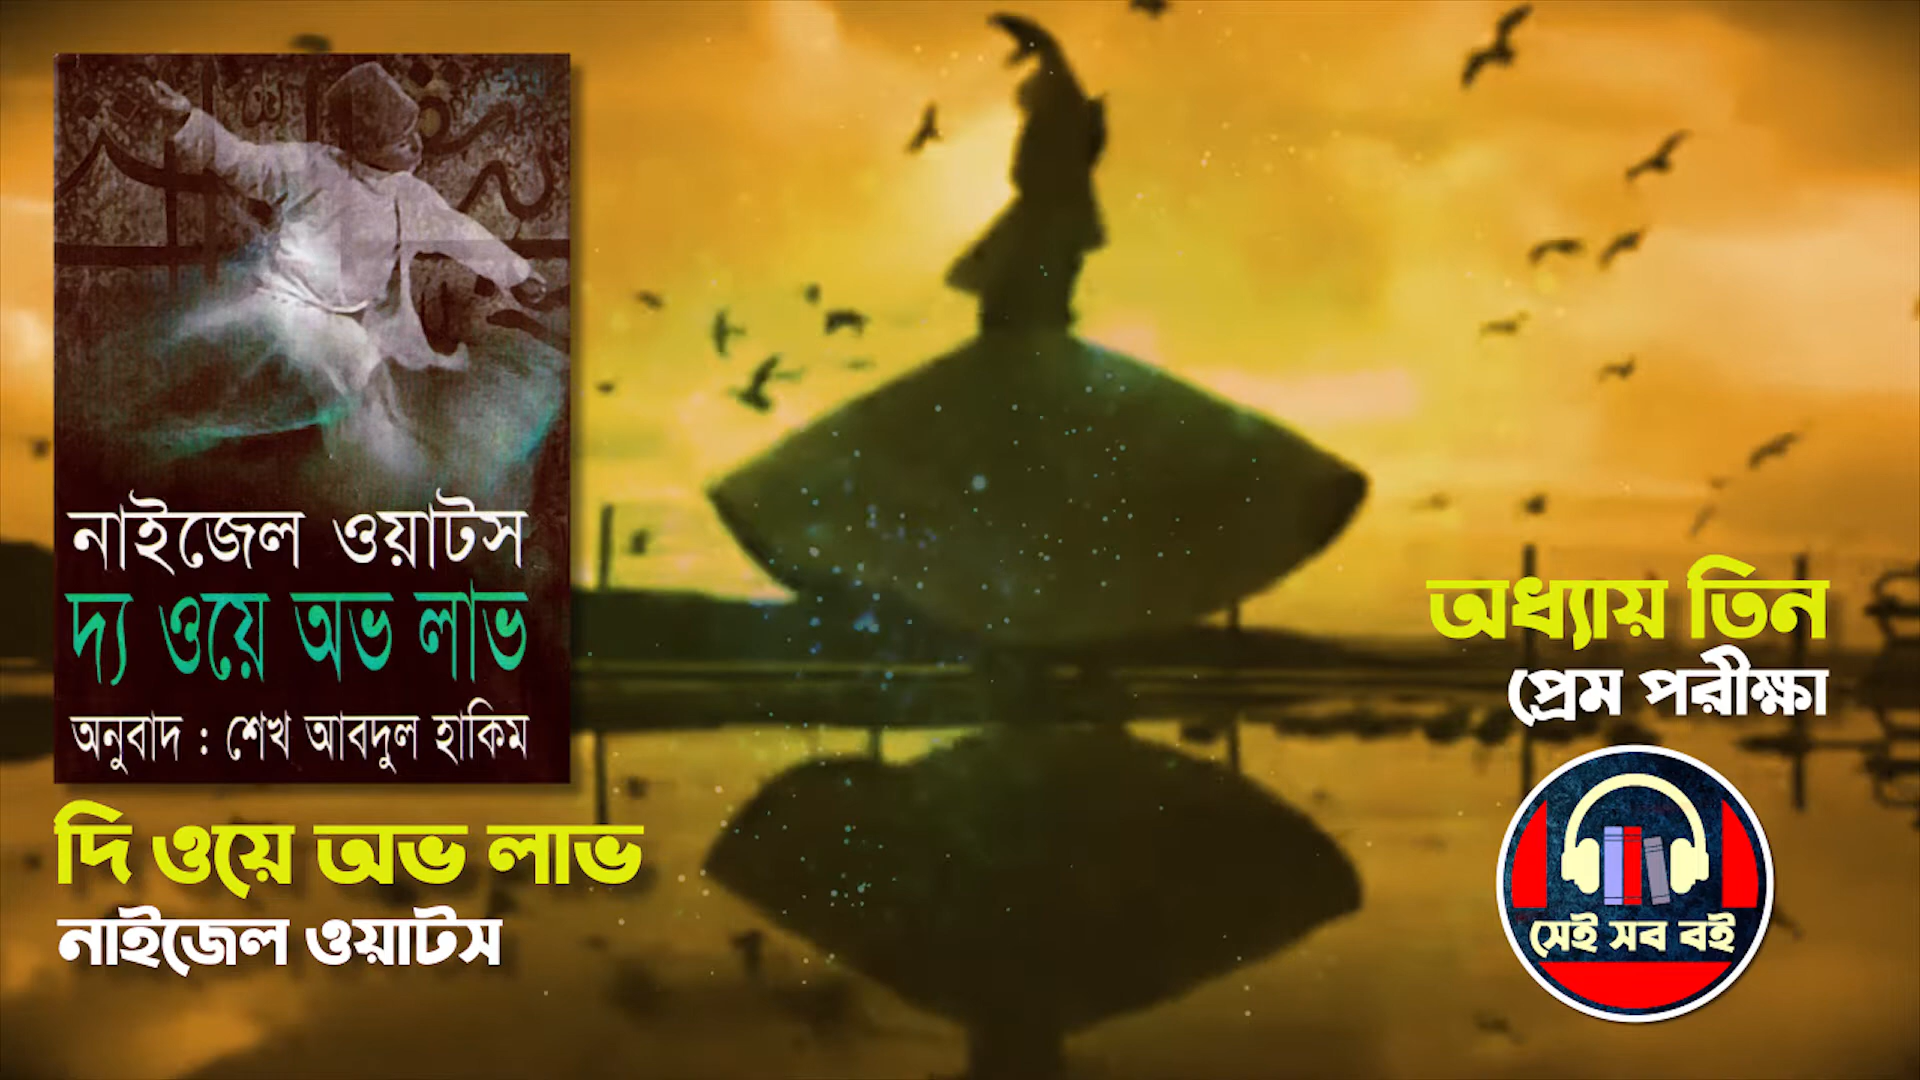 নাইজেল ওয়াটস
দ্য ওয়ে অভ লাভ
অনুবাদ : শেখ আবদুল হাকিম
দি ওয়ে অভ লাভ
নাইজেল ওয়াটস
অধ্যায় তিন
প্রেম পরীক্ষা
সেই সব বই